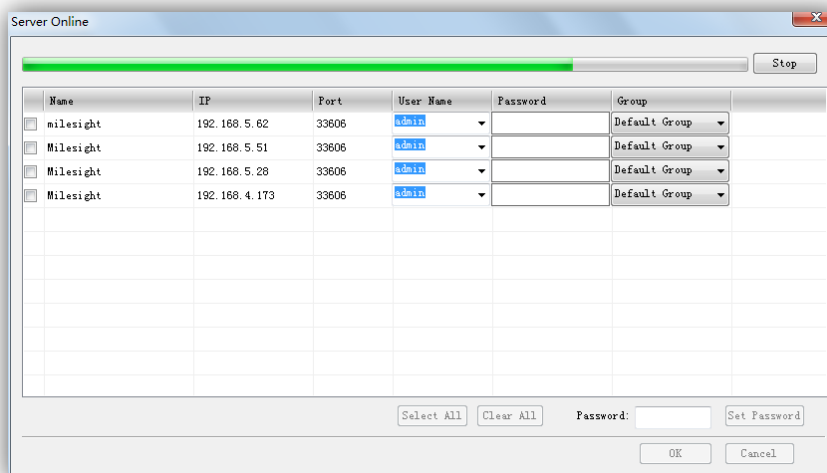 Server Online
Stop
Name IP Port User Name Password Group
milesight 192.168.5.62 33606 admin Default Group
Milesight 192.168.5.51 33606 admin Default Group
Milesight 192.168.5.28 33606 admin Default Group
Milesight 192.168.4.173 33606 admin Default Group
Select All Clear All Password: Set Password
OK Cancel